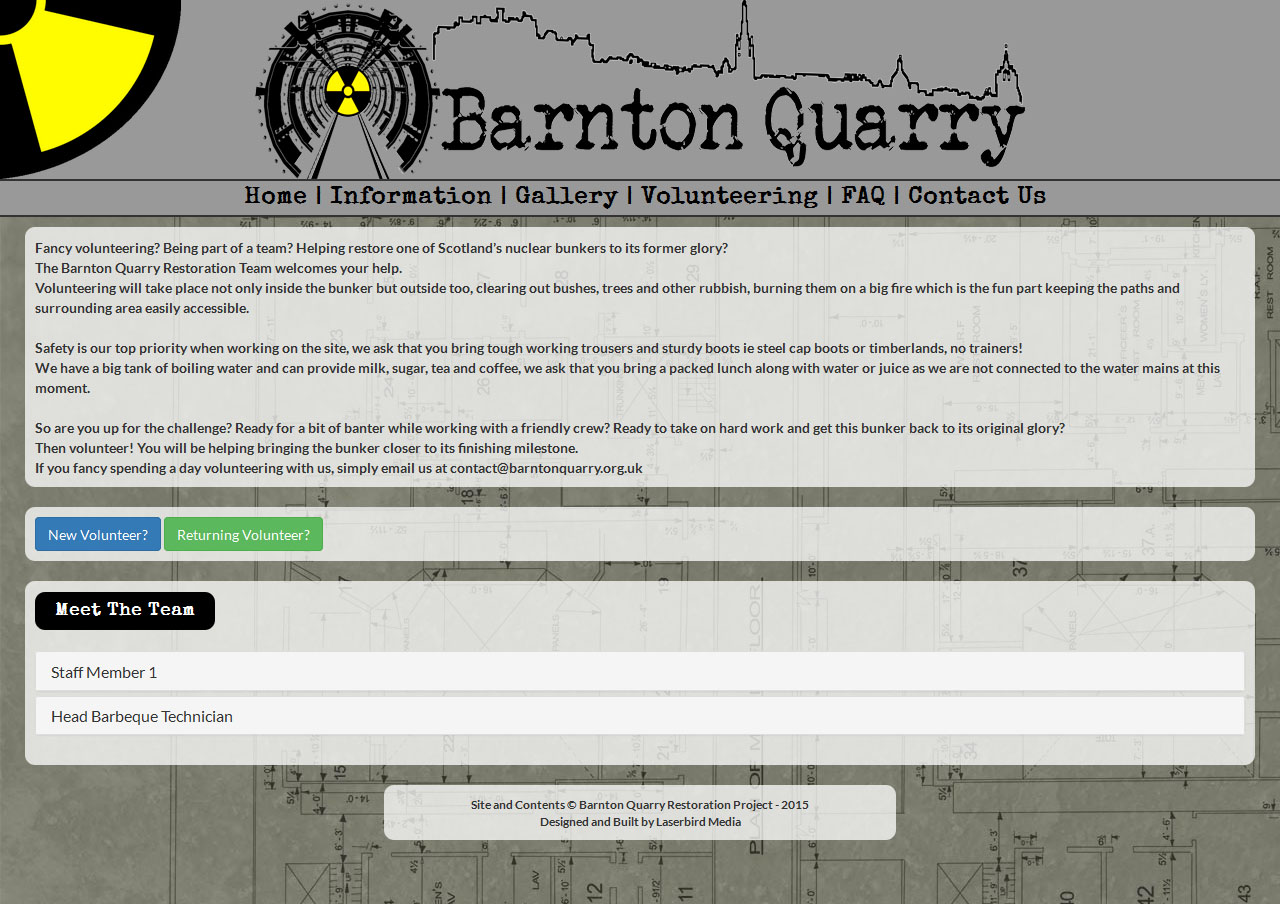 Barnton Quarry
Home | Information | Gallery | Volunteering | FAQ | Contact Us
Fancy volunteering? Being part of a team? Helping restore one of Scotland's nuclear bunkers to its former glory?
The Barnton Quarry Restoration Team welcomes your help.
Volunteering will take place not only inside the bunker but outside too, clearing out bushes, trees and other rubbish, burning them on a big fire which is the fun part keeping the paths and
surrounding area easily accessible.
Safety is our top priority when working on the site, we ask that you bring tough working trousers and sturdy boots ie steel cap boots or timberlands, no trainers!
We have a big tank of boiling water and can provide milk, sugar, tea and coffee, we ask that you bring a packed lunch along with water or juice as we are not connected to the water mains at this
moment.
So are you up for the challenge? Ready for a bit of banter while working with a friendly crew? Ready to take on hard work and get this bunker back to its original glory?
Then volunteer! You will be helping bringing the bunker closer to its finishing milestone.
If you fancy spending a day volunteering with us, simply email us at contact@barntonquarry.org.uk
New Volunteer? Returning Volunteer?
Meet The Team
Staff Member 1
Head Barbeque Technician
Site and Contents © Barnton Quarry Restoration Project - 2015
Designed and Built by Laserbird Media